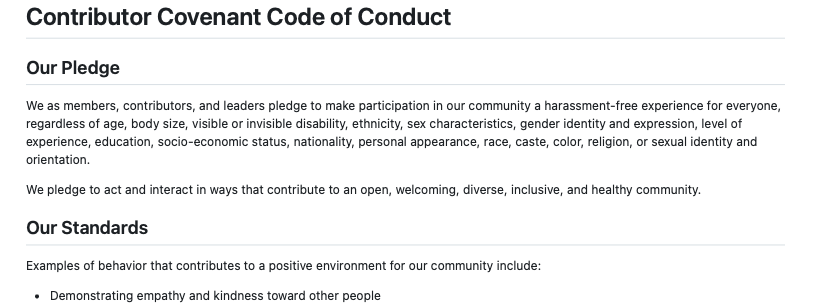 Contributor Covenant Code of Conduct
Our Pledge
We as members, contributors, and leaders pledge to make participation in our community a harassment-free experience for everyone,
regardless of age, body size, visible or invisible disability, ethnicity, sex characteristics, gender identity and expression, level of
experience, education, socio-economic status, nationality, personal appearance, race, caste, color, religion, or sexual identity and
orientation.
We pledge to act and interact in ways that contribute to an open, welcoming, diverse, inclusive, and healthy community.
Our Standards
Examples of behavior that contributes to a positive environment for our community include:
• Demonstrating empathy and kindness toward other people